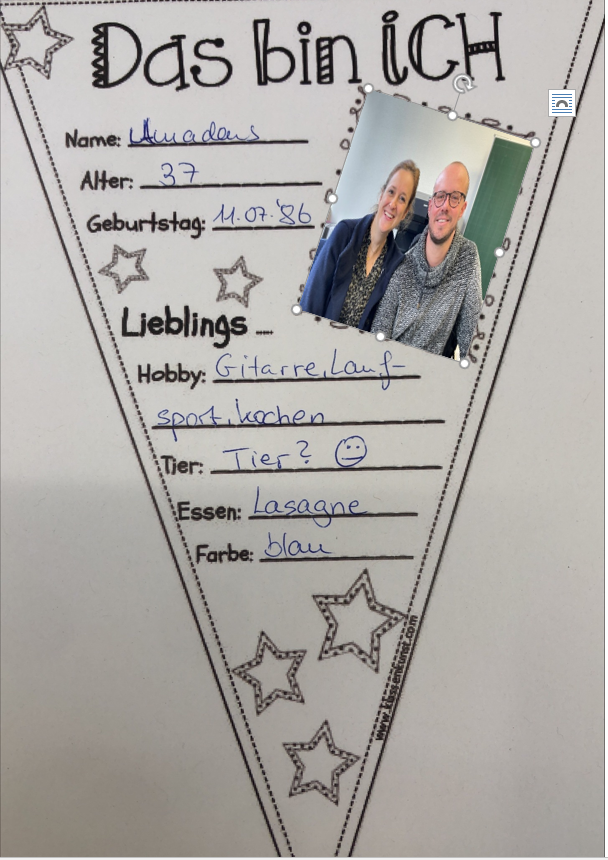 Das bin ICH
Name: Amadeus
Alter: 37
Geburtstag: 11.07.'86
Lieblings ....
Hobby: Gitarre, Lauf-
sport, kochen
Tier: Tier? 😐
Essen: Lasagne
Farbe: blau
www.klassenkunst.com